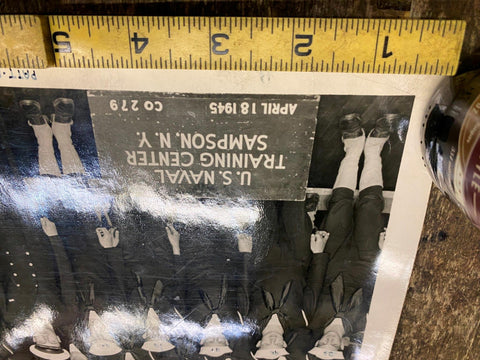 U.S. NAVAL
TRAINING CENTER
SAMPSON, N.Y.
APRIL 18 1945 CO 279
1 2 3 4 5